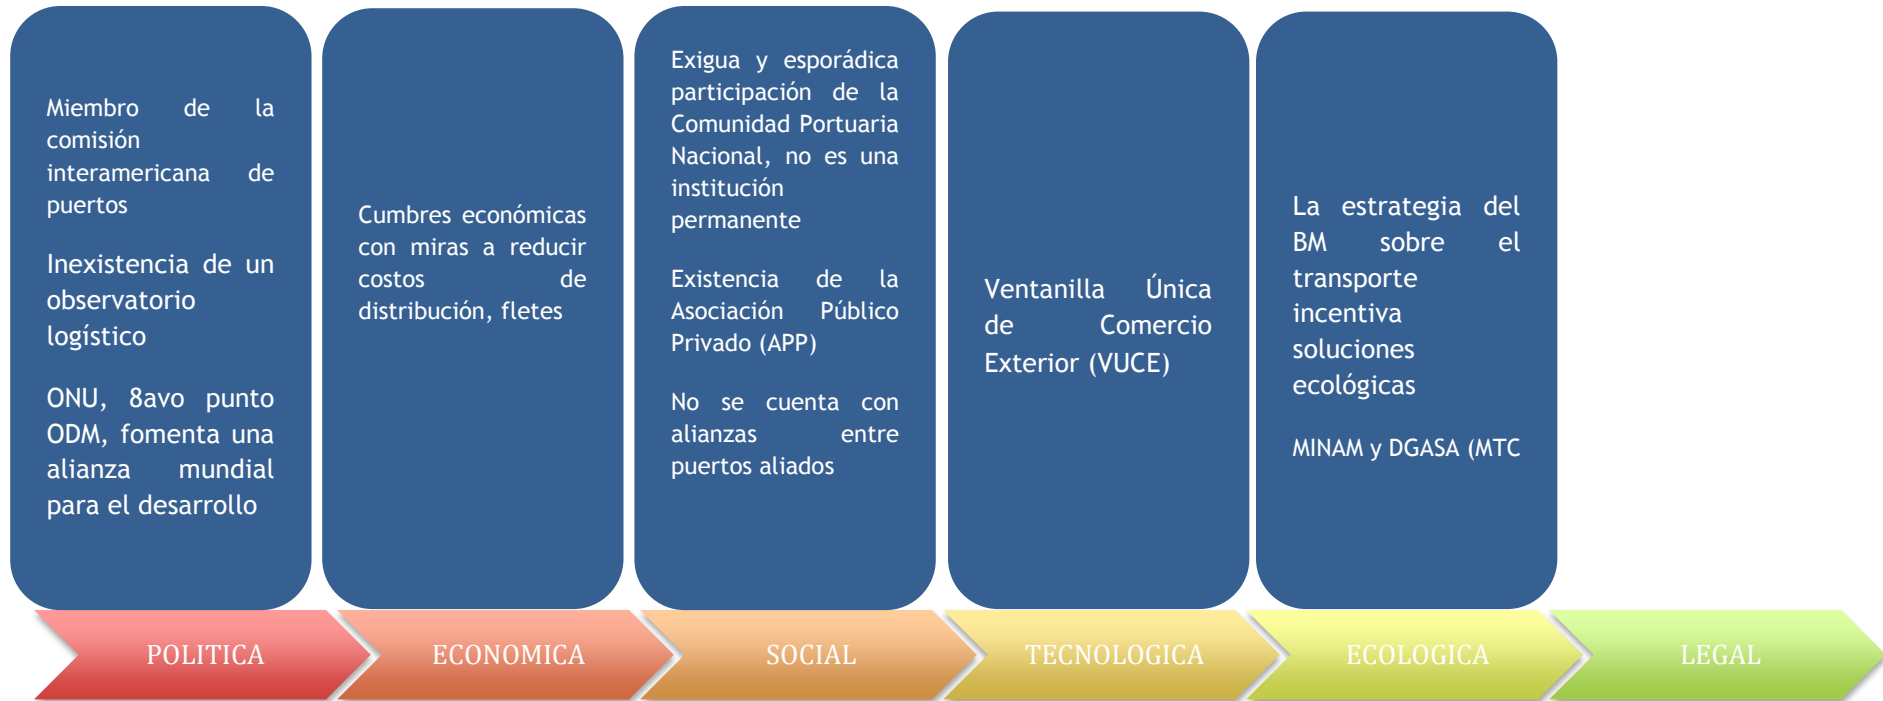 Miembro de la
comisión
interamericana de
puertos
Inexistencia de un
observatorio
logístico
ONU, 8avo punto
ODM, fomenta una
alianza mundial
para el desarrollo
Cumbres económicas
con miras a reducir
costos de
distribución, fletes
Exigua y esporádica
participación de la
Comunidad Portuaria
Nacional, no es una
institución
permanente
Existencia de la
Asociación Público
Privado (APP)
No se cuenta con
alianzas entre
puertos aliados
Ventanilla Única
de Comercio
Exterior (VUCE)
La estrategia del
BM sobre el
transporte
incentiva
soluciones
ecológicas
MINAM y DGASA (MTC
POLITICA
ECONOMICA
SOCIAL
TECNOLOGICA
ECOLOGICA
LEGAL